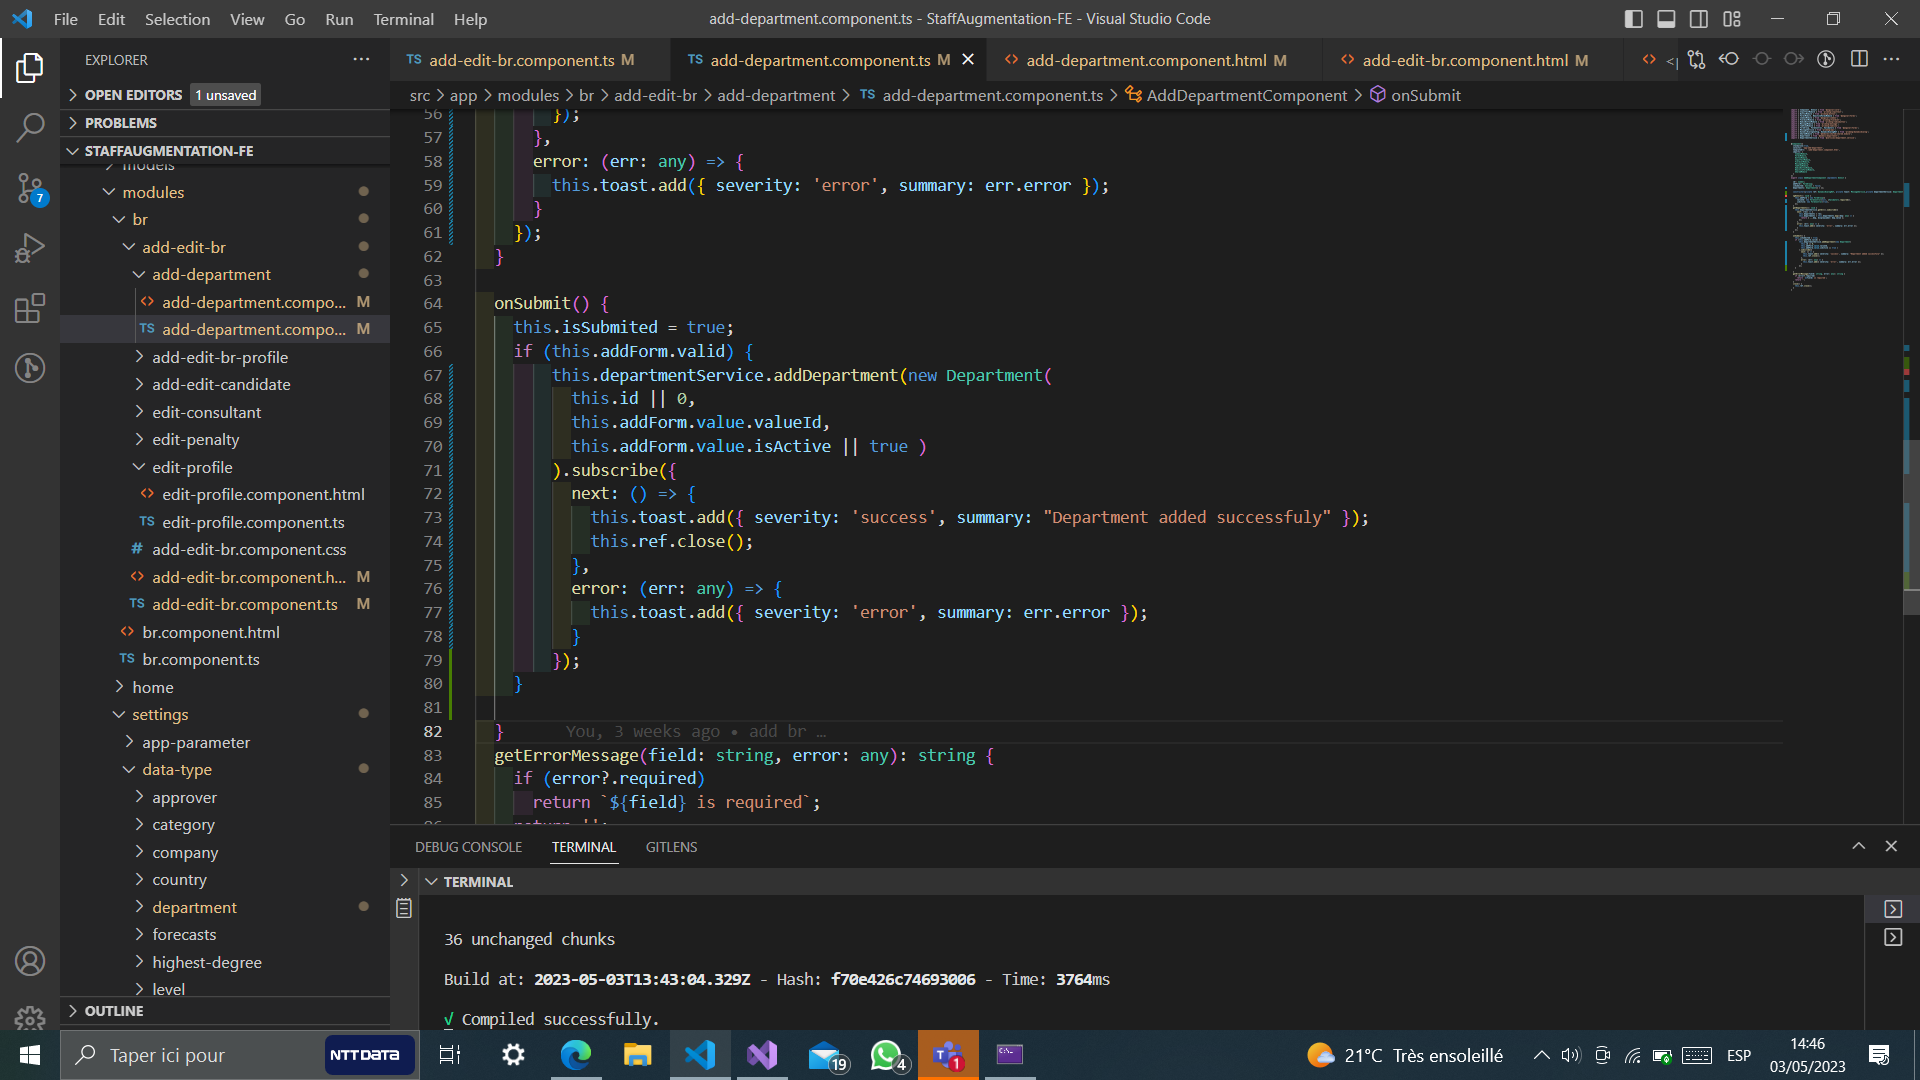 File Edit Selection View Go Run Terminal Help
add-department.component.ts - StaffAugmentation-FE - Visual Studio Code
EXPLORER
OPEN EDITORS 1 unsaved
PROBLEMS
STAFFAUGMENTATION-FE
models
modules
br
add-edit-br
add-department
add-department.compo... M
TS add-department.compo... M
add-edit-br-profile
add-edit-candidate
edit-consultant
edit-penalty
edit-profile
edit-profile.component.html
TS edit-profile.component.ts
# add-edit-br.component.css
add-edit-br.component.h... M
TS add-edit-br.component.ts M
br.component.html
TS br.component.ts
home
settings
app-parameter
data-type
approver
category
company
country
department
forecasts
highest-degree
level
OUTLINE
7
TS add-edit-br.component.ts M
TS add-department.component.ts M
<> add-department.component.html M
<> add-edit-br.component.html M
src > app > modules > br > add-edit-br > add-department > TS add-department.component.ts > AddDepartmentComponent > onSubmit
56 });
57 },
58 error: (err: any) => {
59 this.toast.add({ severity: 'error', summary: err.error });
60 }
61 });
62 }
63
64 onSubmit() {
65 this.isSubmited = true;
66 if (this.addForm.valid) {
67 this.departmentService.addDepartment(new Department(
68 this.id || 0,
69 this.addForm.value.valueId,
70 this.addForm.value.isActive || true )
71 ).subscribe({
72 next: () => {
73 this.toast.add({ severity: 'success', summary: "Department added successfuly" });
74 this.ref.close();
75 },
76 error: (err: any) => {
77 this.toast.add({ severity: 'error', summary: err.error });
78 }
79 });
80 }
81
82 } You, 3 weeks ago • add br …
83 getErrorMessage(field: string, error: any): string {
84 if (error?.required)
85 return `${field} is required`;
86 return '';
DEBUG CONSOLE TERMINAL GITLENS
TERMINAL
36 unchanged chunks
Build at: 2023-05-03T13:43:04.329Z - Hash: f70e426c74693006 - Time: 3764ms
√ Compiled successfully.
Taper ici pour
NTT DATA
19
4
1
21°C Très ensoleillé
ESP
14:46
03/05/2023